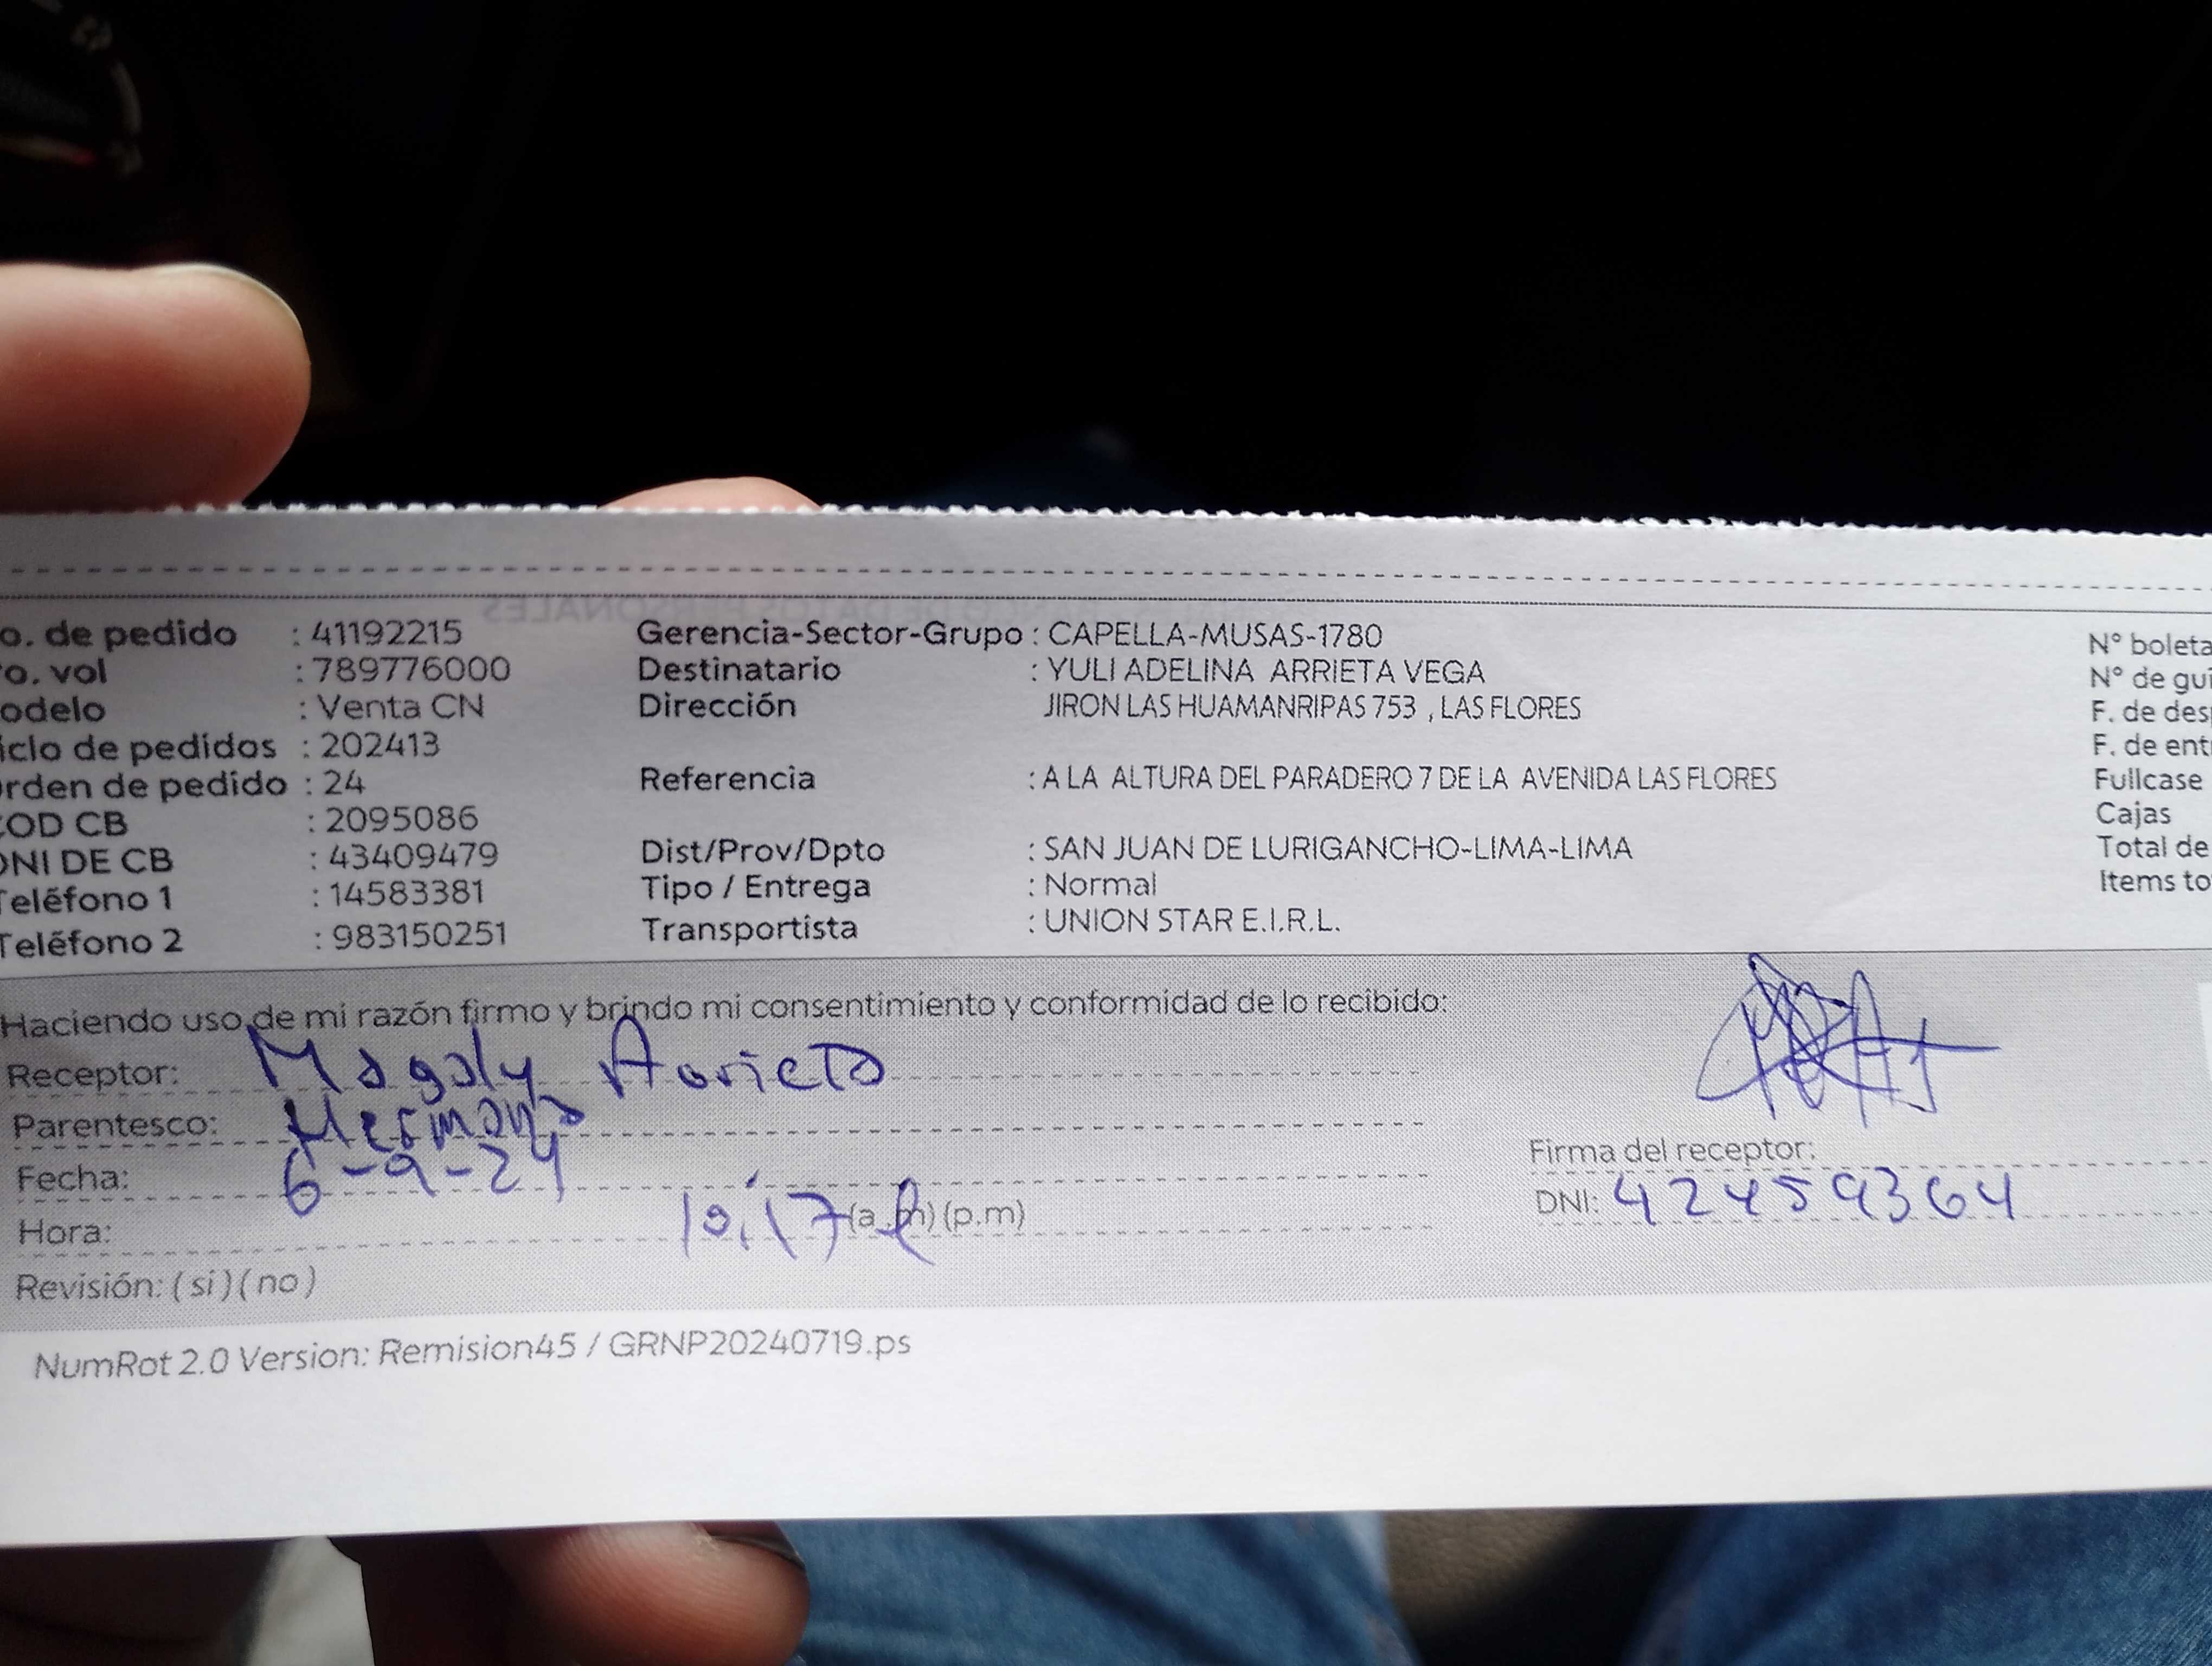 o. de pedido : 41192215
ro. vol : 789776000
odelo : Venta CN
iclo de pedidos : 202413
rden de pedido : 24
COD CB : 2095086
DNI DE CB : 43409479
Teléfono 1 : 14583381
Teléfono 2 : 983150251
Gerencia-Sector-Grupo : CAPELLA-MUSAS-1780
Destinatario : YULI ADELINA ARRIETA VEGA
Dirección JIRON LAS HUAMANRIPAS 753 , LAS FLORES
Referencia : A LA ALTURA DEL PARADERO 7 DE LA AVENIDA LAS FLORES
Dist/Prov/Dpto : SAN JUAN DE LURIGANCHO-LIMA-LIMA
Tipo / Entrega : Normal
Transportista : UNION STAR E.I.R.L.
N° boleta
N° de gui
F. de des
F. de ent
Fullcase
Cajas
Total de
Items to
Haciendo uso de mi razón firmo y brindo mi consentimiento y conformidad de lo recibido:
Receptor: Magaly Arrieta
Parentesco: Hermana
Fecha: 6-9-24
Hora: 10:17 (a.m) (p.m)
Revisión: (si) (no)
Firma del receptor:
DNI: 42459364
NumRot 2.0 Version: Remision45 / GRNP20240719.ps